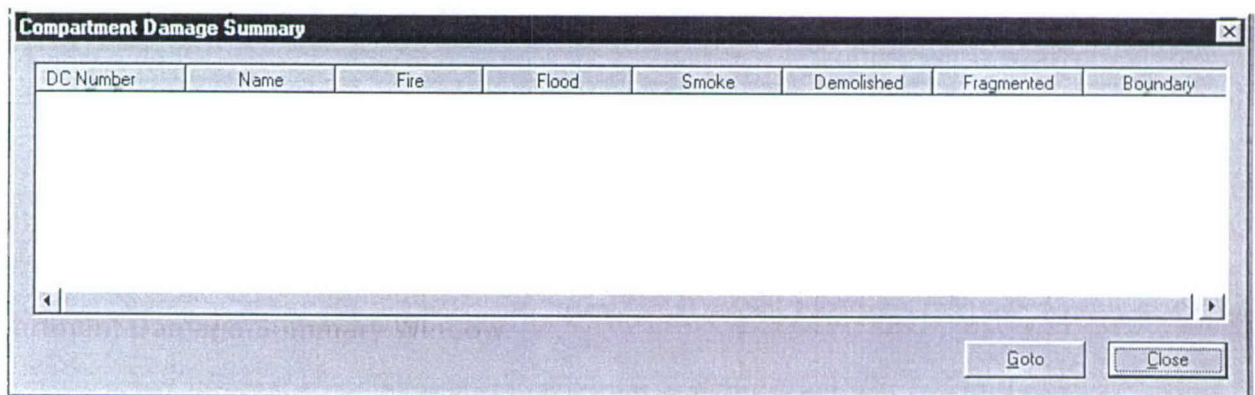 Compartment Damage Summary
DC Number Name Fire Flood Smoke Demolished Fragmented Boundary
Goto Close